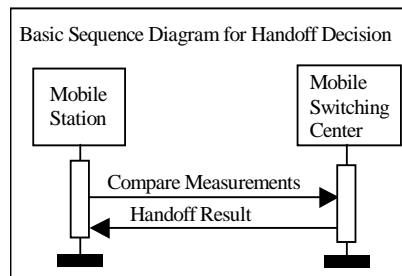 Basic Sequence Diagram for Handoff Decision
Mobile
Station
Mobile
Switching
Center
Compare Measurements
Handoff Result